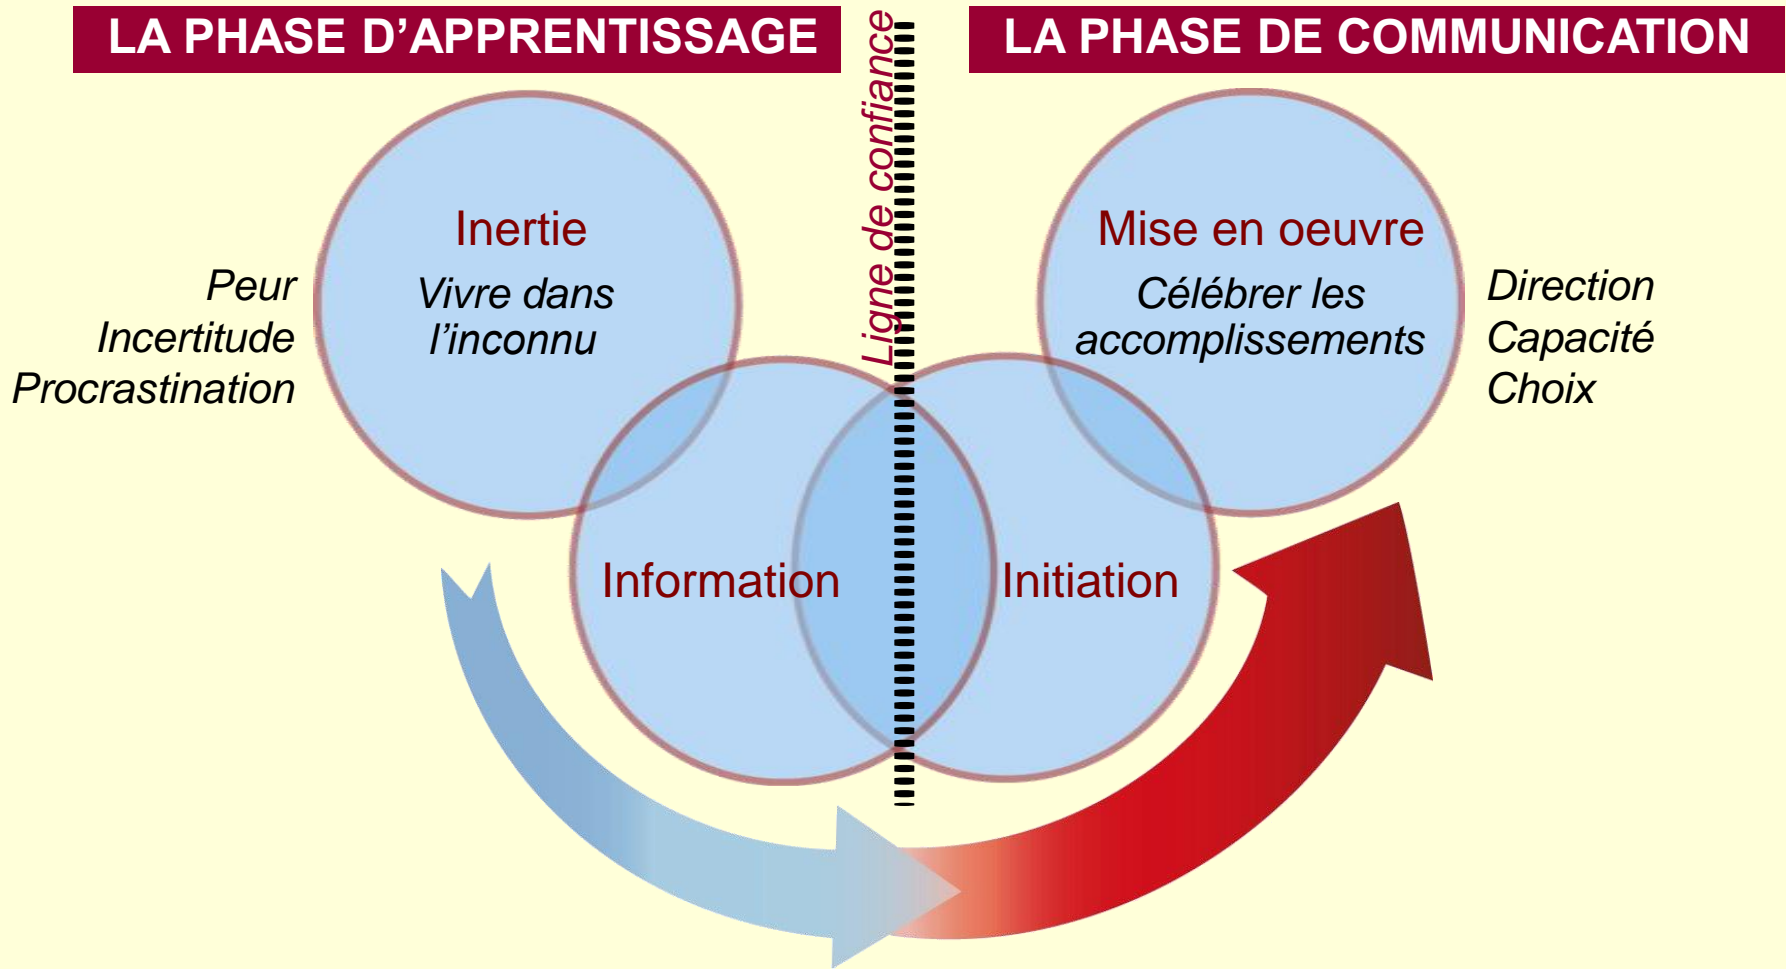 LA PHASE D’APPRENTISSAGE
LA PHASE DE COMMUNICATION
Ligne de confiance
Inertie
Vivre dans
l’inconnu
Peur
Incertitude
Procrastination
Mise en oeuvre
Célébrer les
accomplissements
Direction
Capacité
Choix
Information
Initiation